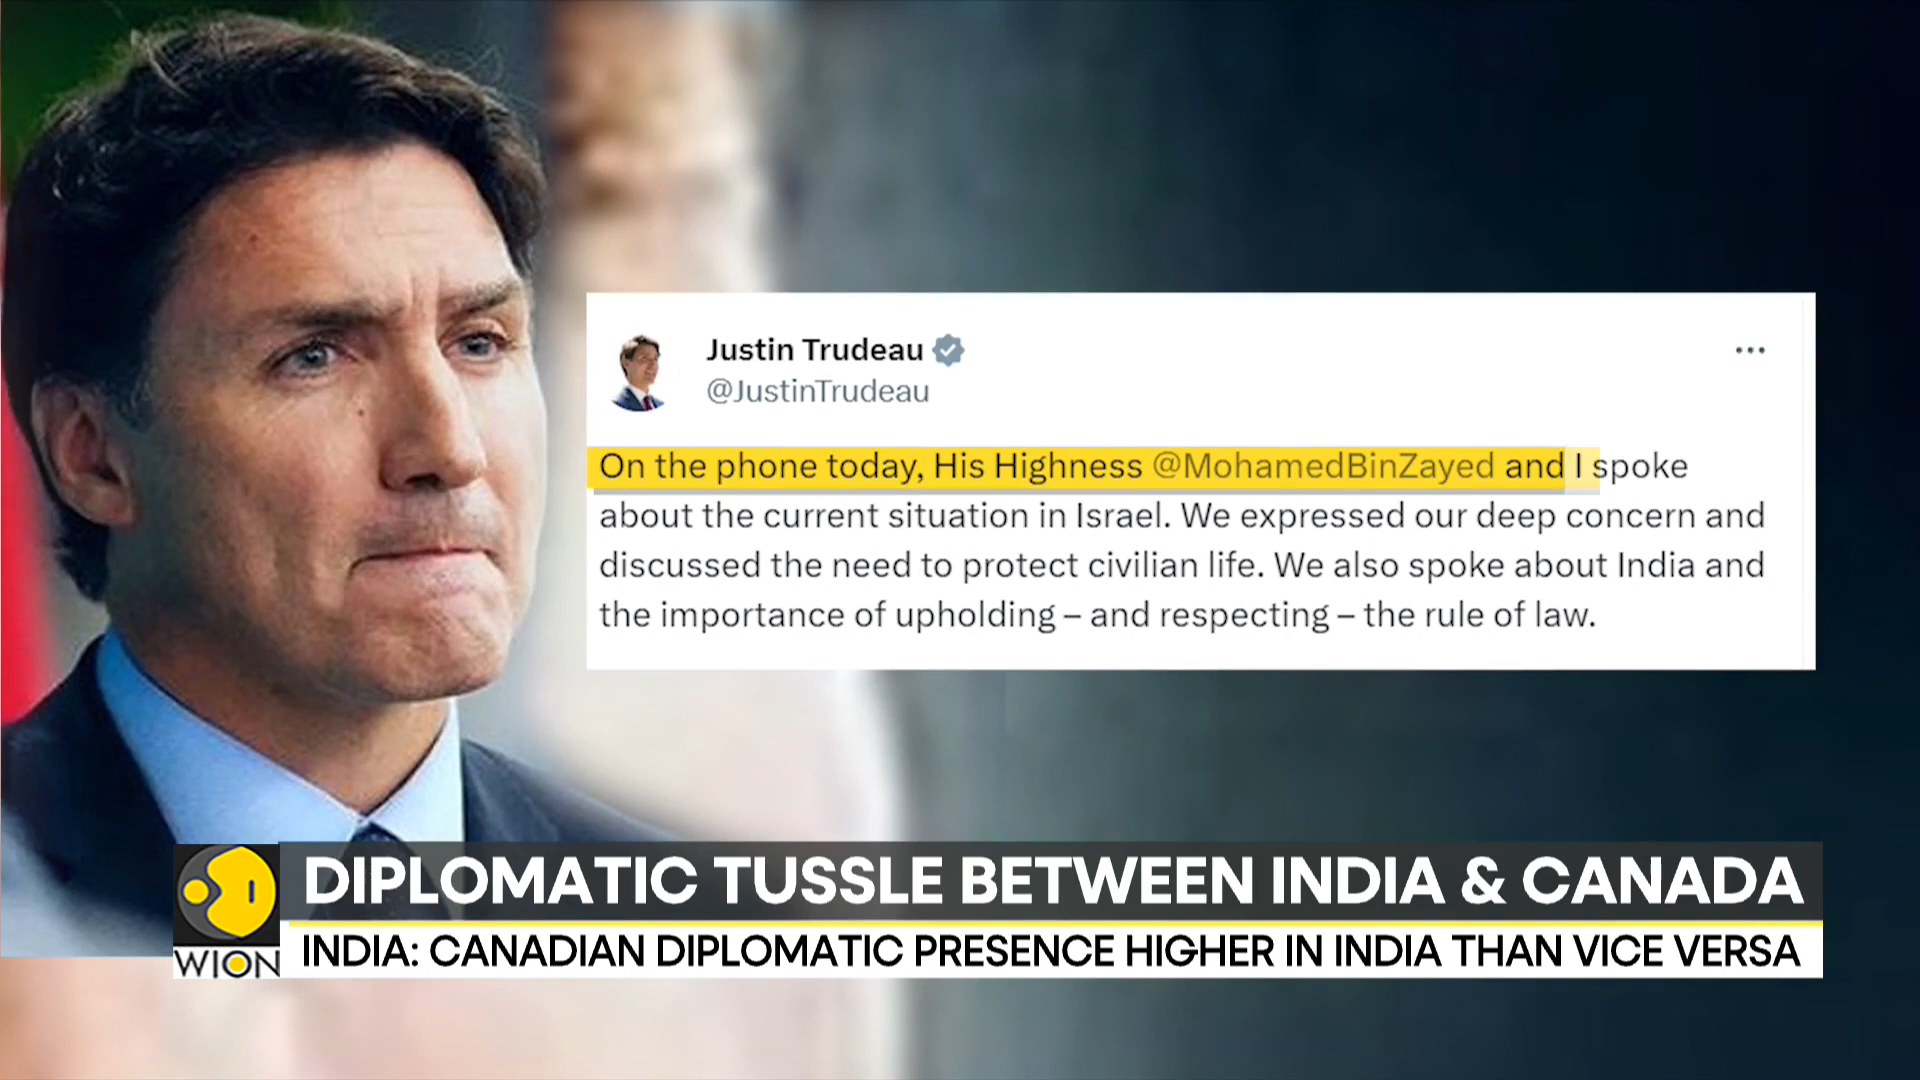 Justin Trudeau
@JustinTrudeau
On the phone today, His Highness @MohamedBinZayed and I spoke
about the current situation in Israel. We expressed our deep concern and
discussed the need to protect civilian life. We also spoke about India and
the importance of upholding – and respecting – the rule of law.
DIPLOMATIC TUSSLE BETWEEN INDIA & CANADA
INDIA: CANADIAN DIPLOMATIC PRESENCE HIGHER IN INDIA THAN VICE VERSA
WION